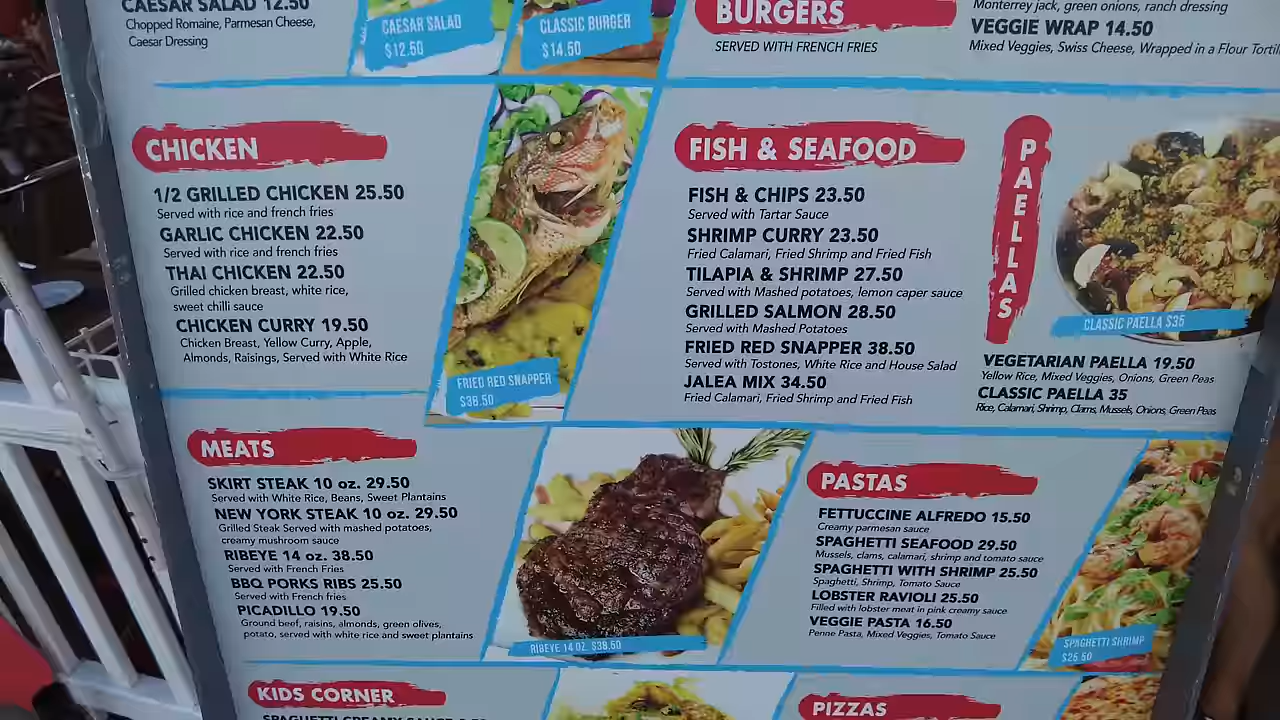 CAESAR SALAD 12.50
Chopped Romaine, Parmesan Cheese,
Caesar Dressing
CAESAR SALAD
$12.50
CLASSIC BURGER
$14.50
BURGERS
SERVED WITH FRENCH FRIES
Monterrey jack, green onions, ranch dressing
VEGGIE WRAP 14.50
Mixed Veggies, Swiss Cheese, Wrapped in a Flour
CHICKEN
1/2 GRILLED CHICKEN 25.50
Served with rice and french fries
GARLIC CHICKEN 22.50
Served with rice and french fries
THAI CHICKEN 22.50
Grilled chicken breast, white rice,
sweet chilli sauce
CHICKEN CURRY 19.50
Chicken Breast, Yellow Curry, Apple,
Almonds, Raisings, Served with White Rice
FRIED RED SNAPPER
$38.50
FISH & SEAFOOD
FISH & CHIPS 23.50
Served with Tartar Sauce
SHRIMP CURRY 23.50
Fried Calamari, Fried Shrimp and Fried Fish
TILAPIA & SHRIMP 27.50
Served with Mashed potatoes, lemon caper sauce
GRILLED SALMON 28.50
Served with Mashed Potatoes
FRIED RED SNAPPER 38.50
Served with Tostones, White Rice and House Salad
JALEA MIX 34.50
Fried Calamari, Fried Shrimp and Fried Fish
PAELLAS
CLASSIC PAELLA $35
VEGETARIAN PAELLA 19.50
Yellow Rice, Mixed Veggies, Onions, Green Peas
CLASSIC PAELLA 35
Rice, Calamari, Shrimp, Clams, Mussels, Onions, Green Peas
MEATS
SKIRT STEAK 10 oz. 29.50
Served with White Rice, Beans, Sweet Plantains
NEW YORK STEAK 10 oz. 29.50
Grilled Steak Served with mashed potatoes,
creamy mushroom sauce
RIBEYE 14 oz. 38.50
Served with French Fries
BBQ PORKS RIBS 25.50
Served with French fries
PICADILLO 19.50
Ground beef, raisins, almonds, green olives,
potato, served with white rice and sweet plantains
RIBEYE 14 OZ. $38.50
PASTAS
FETTUCCINE ALFREDO 15.50
Creamy parmesan sauce
SPAGHETTI SEAFOOD 29.50
Mussels, clams, calamari, shrimp and tomato sauce
SPAGHETTI WITH SHRIMP 25.50
Spaghetti, Shrimp, Tomato Sauce
LOBSTER RAVIOLI 25.50
Filled with lobster meat in pink creamy sauce
VEGGIE PASTA 16.50
Penne Pasta, Mixed Veggies, Tomato Sauce
SPAGHETTI SHRIMP
$25.50
KIDS CORNER
SPAGHETTI CREAMY SAUCE
PIZZAS